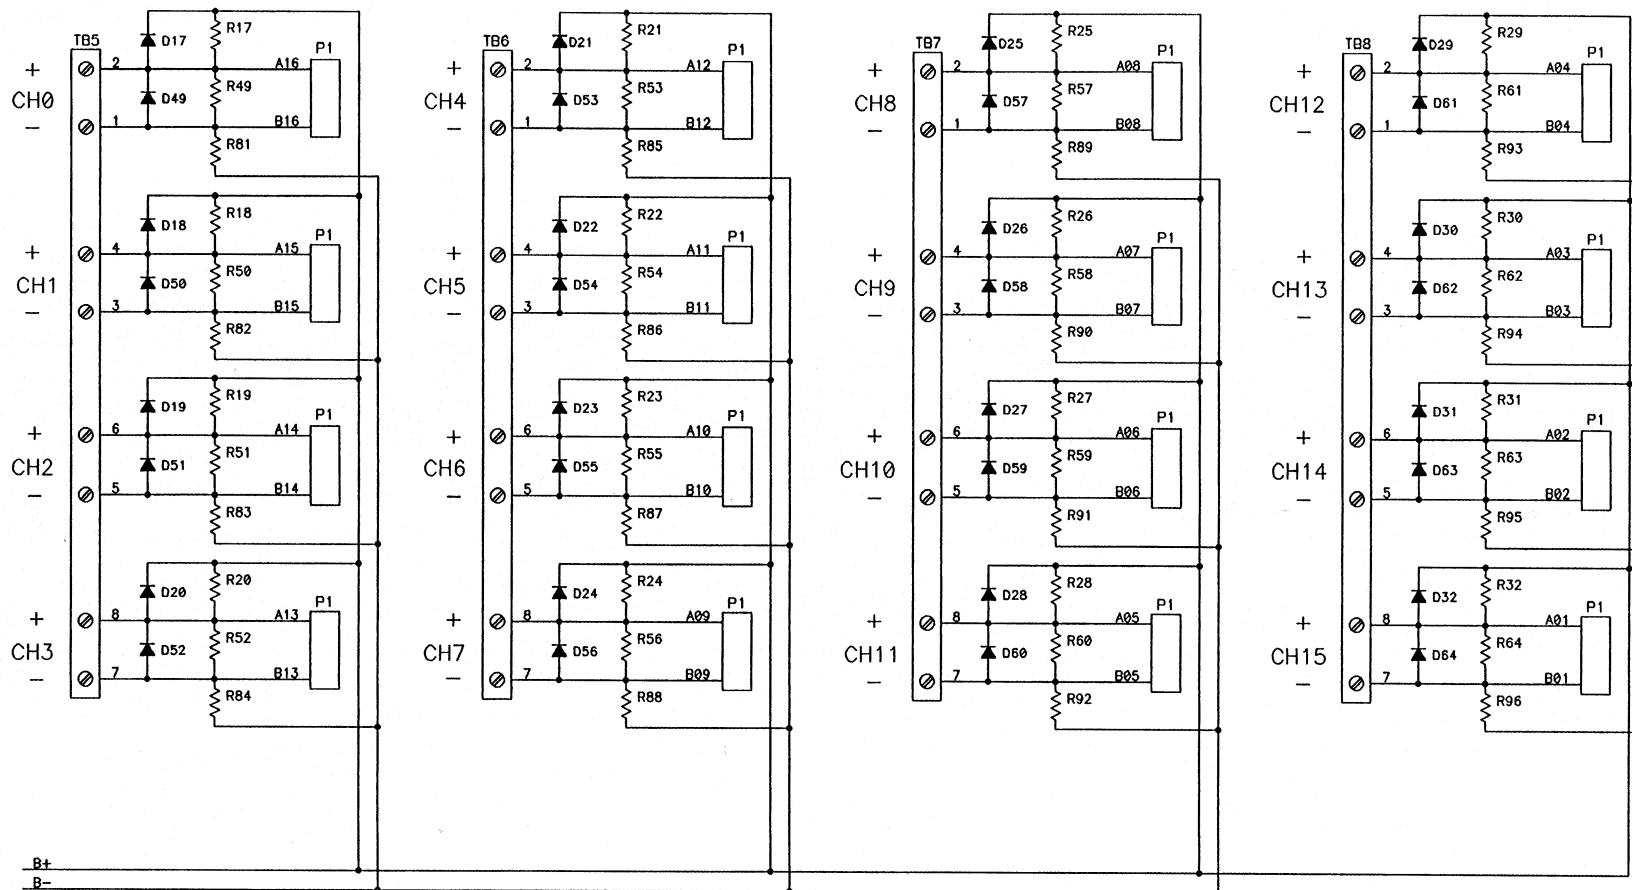 TB5
D17
R17
P1
+
2
A16
CH0
D49
R49
-
1
B16
R81
D18
R18
P1
+
4
A15
CH1
D50
R50
-
3
B15
R82
D19
R19
P1
+
6
A14
CH2
D51
R51
-
5
B14
R83
D20
R20
P1
+
8
A13
CH3
D52
R52
-
7
B13
R84
TB6
D21
R21
P1
+
2
A12
CH4
D53
R53
-
1
B12
R85
D22
R22
P1
+
4
A11
CH5
D54
R54
-
3
B11
R86
D23
R23
P1
+
6
A10
CH6
D55
R55
-
5
B10
R87
D24
R24
P1
+
8
A09
CH7
D56
R56
-
7
B09
R88
TB7
D25
R25
P1
+
2
A08
CH8
D57
R57
-
1
B08
R89
D26
R26
P1
+
4
A07
CH9
D58
R58
-
3
B07
R90
D27
R27
P1
+
6
A06
CH10
D59
R59
-
5
B06
R91
D28
R28
P1
+
8
A05
CH11
D60
R60
-
7
B05
R92
TB8
D29
R29
P1
+
2
A04
CH12
D61
R61
-
1
B04
R93
D30
R30
P1
+
4
A03
CH13
D62
R62
-
3
B03
R94
D31
R31
P1
+
6
A02
CH14
D63
R63
-
5
B02
R95
D32
R32
P1
+
8
A01
CH15
D64
R64
-
7
B01
R96
B+
B-